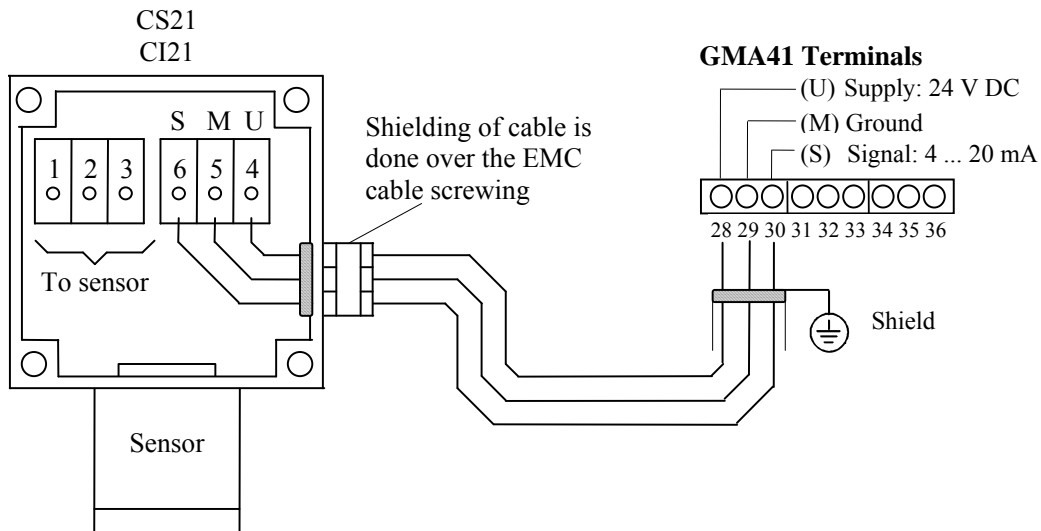 CS21
CI21
GMA41 Terminals
(U) Supply: 24 V DC
(M) Ground
(S) Signal: 4 ... 20 mA
Shielding of cable is
done over the EMC
cable screwing
S M U
1 2 3 6 5 4
To sensor
28 29 30 31 32 33 34 35 36
Shield
Sensor